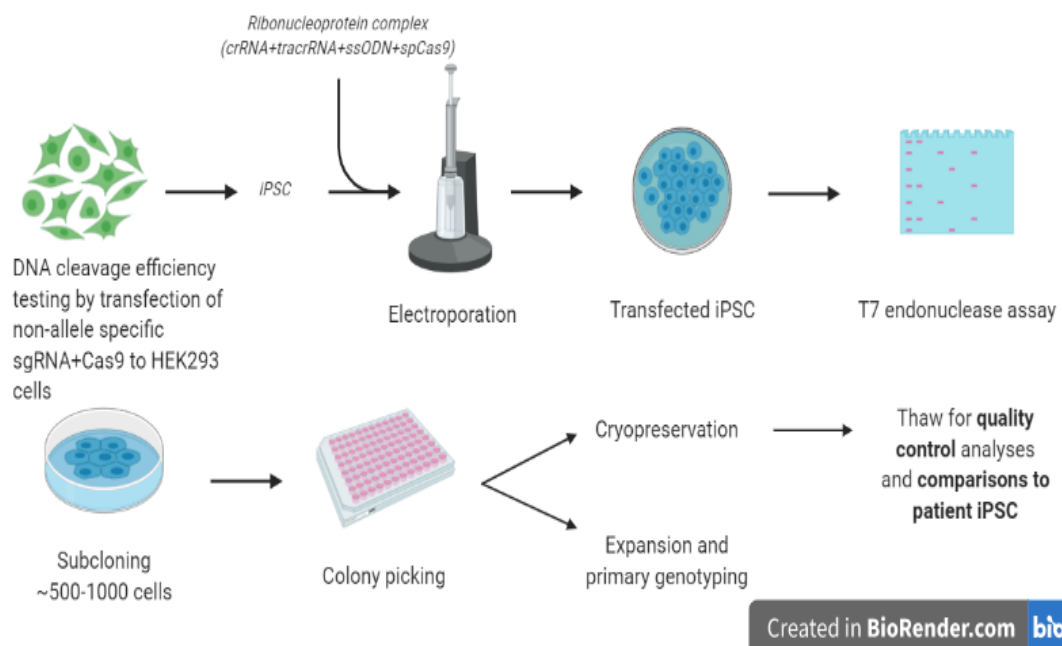 Ribonucleoprotein complex
(crRNA+tracrRNA+ssODN+spCas9)
iPSC
DNA cleavage efficiency
testing by transfection of
non-allele specific
sgRNA+Cas9 to HEK293
cells
Electroporation
Transfected iPSC
T7 endonuclease assay
Subcloning
~500-1000 cells
Colony picking
Cryopreservation
Expansion and
primary genotyping
Thaw for quality
control analyses
and comparisons to
patient iPSC
Created in BioRender.com bio